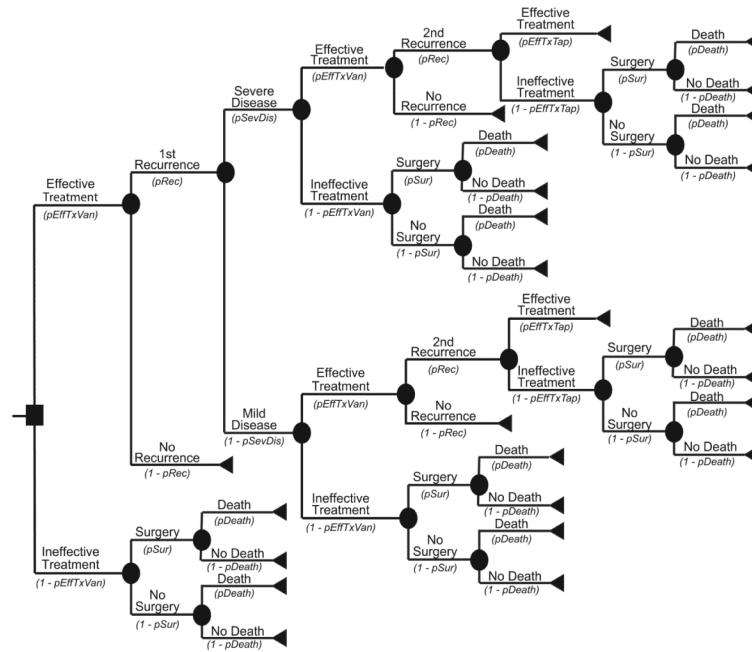 Effective
Treatment
(pEffTxVan)
1st
Recurrence
(pRec)
Severe
Disease
(pSevDis)
Effective
Treatment
(pEffTxVan)
2nd
Recurrence
(pRec)
Effective
Treatment
(pEffTxTap)
Ineffective
Treatment
(1 - pEffTxTap)
Surgery
(pSur)
Death
(pDeath)
No Death
(1 - pDeath)
No
Surgery
(1 - pSur)
Death
(pDeath)
No Death
(1 - pDeath)
No
Recurrence
(1 - pRec)
Ineffective
Treatment
(1 - pEffTxVan)
Surgery
(pSur)
Death
(pDeath)
No Death
(1 - pDeath)
No
Surgery
(1 - pSur)
Death
(pDeath)
No Death
(1 - pDeath)
Mild
Disease
(1 - pSevDis)
Effective
Treatment
(pEffTxVan)
2nd
Recurrence
(pRec)
Effective
Treatment
(pEffTxTap)
Ineffective
Treatment
(1 - pEffTxTap)
Surgery
(pSur)
Death
(pDeath)
No Death
(1 - pDeath)
No
Surgery
(1 - pSur)
Death
(pDeath)
No Death
(1 - pDeath)
No
Recurrence
(1 - pRec)
Ineffective
Treatment
(1 - pEffTxVan)
Surgery
(pSur)
Death
(pDeath)
No Death
(1 - pDeath)
No
Surgery
(1 - pSur)
Death
(pDeath)
No Death
(1 - pDeath)
No
Recurrence
(1 - pRec)
Ineffective
Treatment
(1 - pEffTxVan)
Surgery
(pSur)
Death
(pDeath)
No Death
(1 - pDeath)
No
Surgery
(1 - pSur)
Death
(pDeath)
No Death
(1 - pDeath)